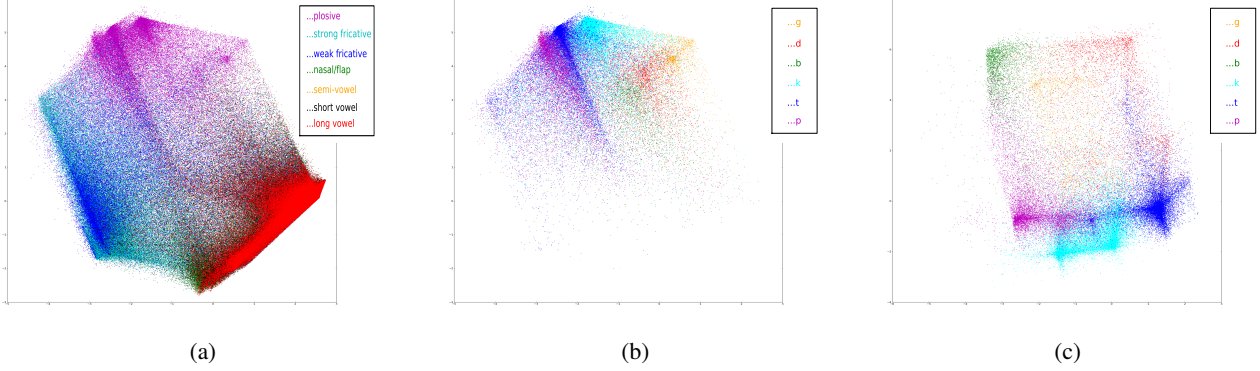 ...plosive
...strong fricative
...weak fricative
...nasal/flap
...semi-vowel
...short vowel
...long vowel
...g
...d
...b
...k
...t
...p
...g
...d
...b
...k
...t
...p
(a)
(b)
(c)